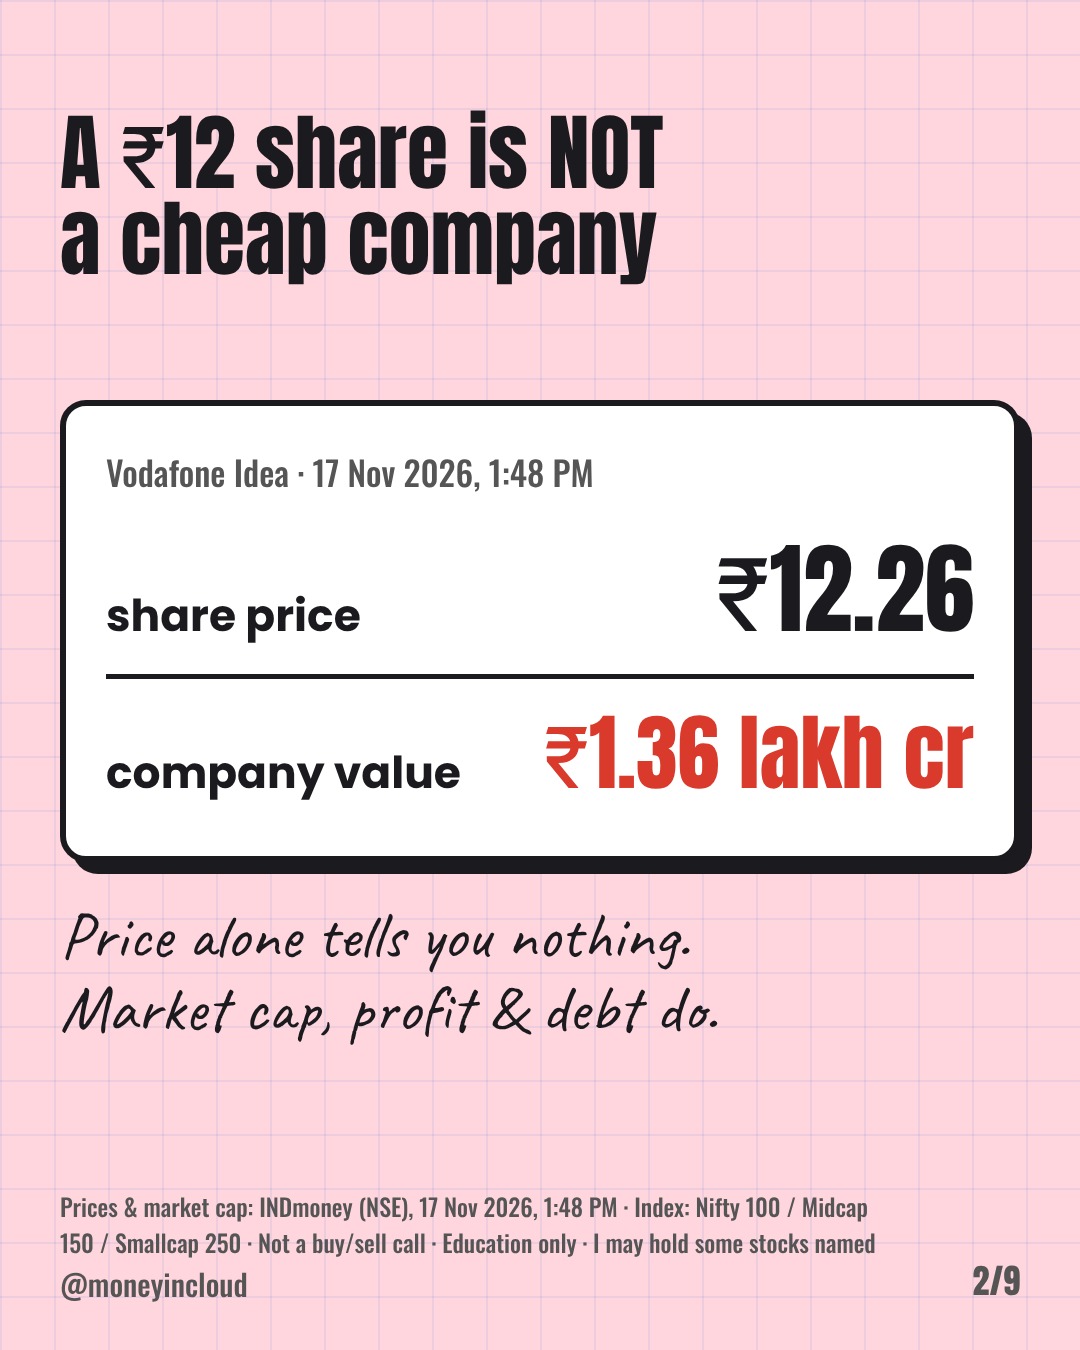 A ₹12 share is NOT
a cheap company
Vodafone Idea · 17 Nov 2026, 1:48 PM
share price ₹12.26
company value ₹1.36 lakh cr
Price alone tells you nothing.
Market cap, profit & debt do.
Prices & market cap: INDmoney (NSE), 17 Nov 2026, 1:48 PM · Index: Nifty 100 / Midcap
150 / Smallcap 250 · Not a buy/sell call · Education only · I may hold some stocks named
@moneyincloud
2/9